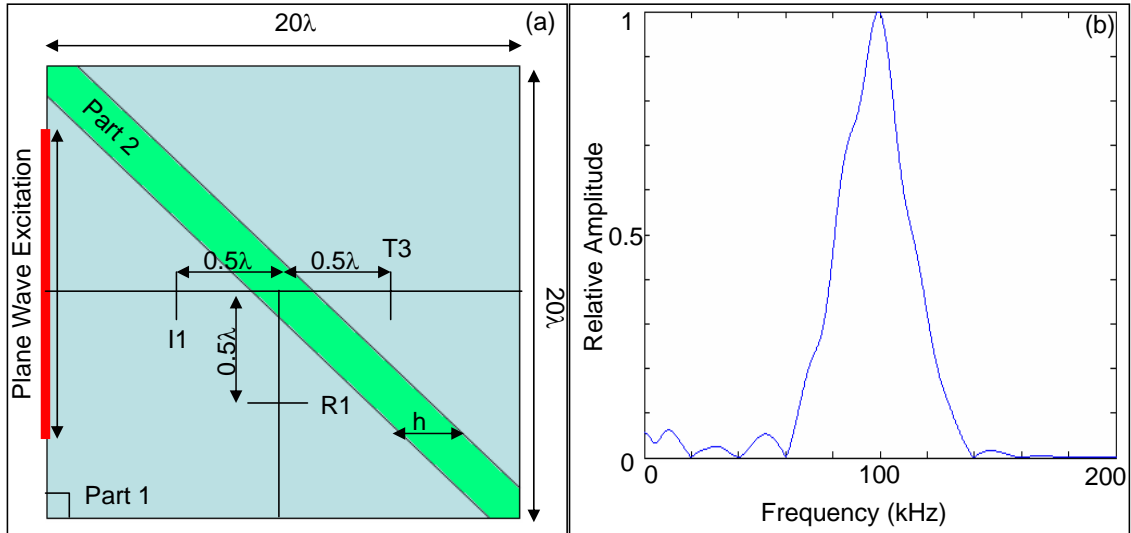 20λ
(a)
Part 2
Plane Wave Excitation
T3
0.5λ
0.5λ
20λ
I1
0.5λ
R1
h
Part 1
(b)
1
0.5
0
Relative Amplitude
0
100
200
Frequency (kHz)